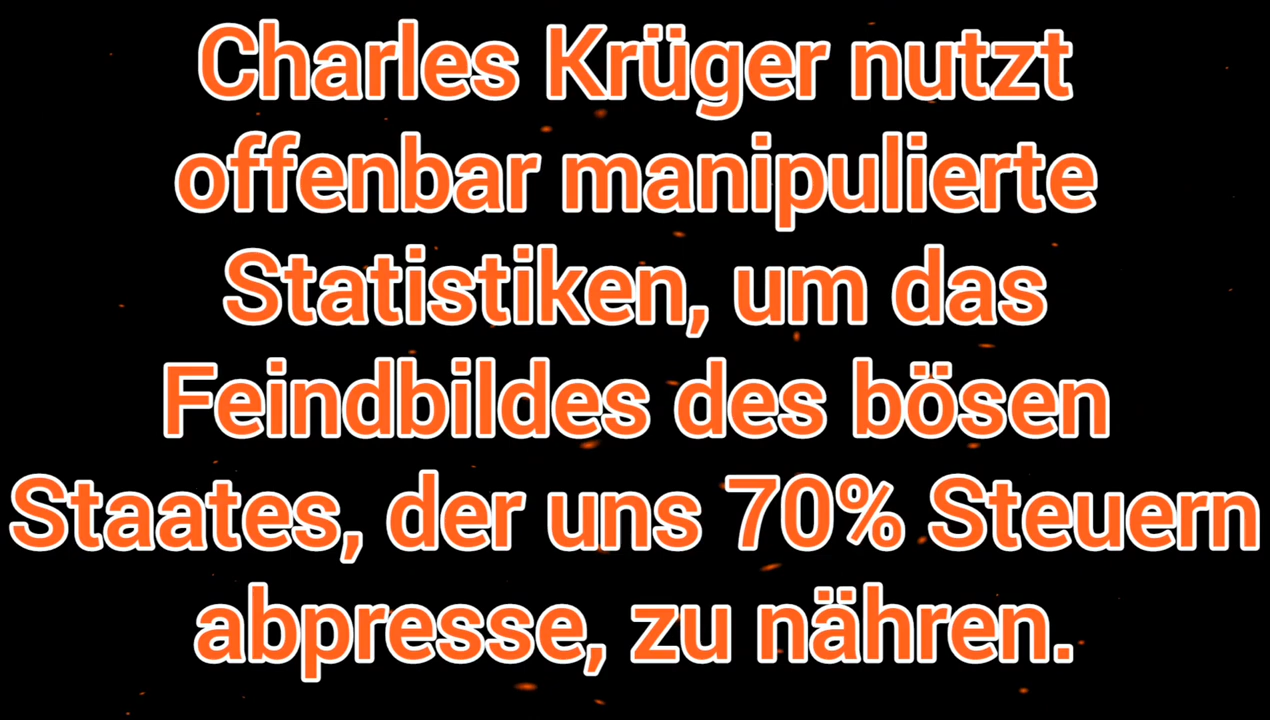 Charles Krüger nutzt
offenbar manipulierte
Statistiken, um das
Feindbildes des bösen
Staates, der uns 70% Steuern
abpresse, zu nähren.